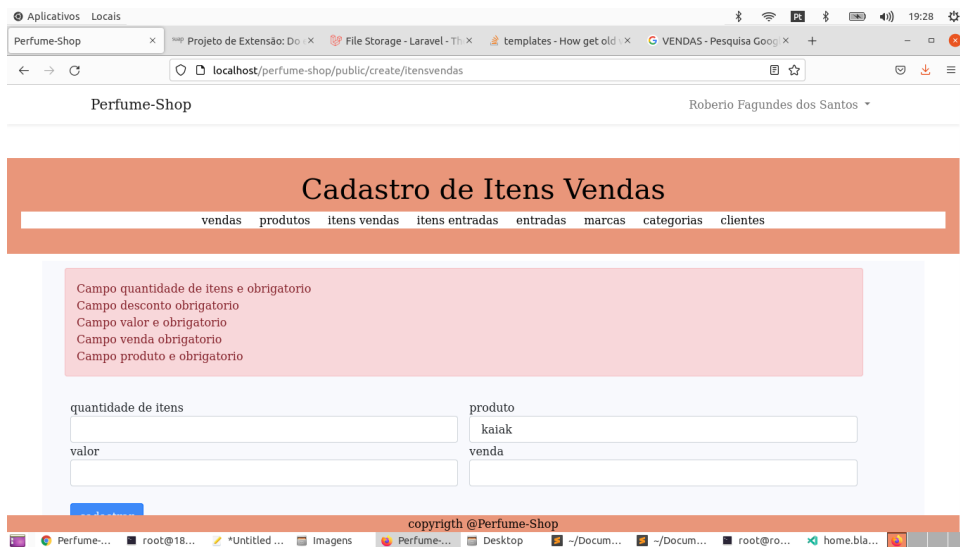 Aplicativos Locais Pt 19:28
Perfume-Shop × Projeto de Extensão: Do × File Storage - Laravel - Th × templates - How get old v × VENDAS - Pesquisa Goog × +
localhost/perfume-shop/public/create/itensvendas
Perfume-Shop Roberio Fagundes dos Santos
Cadastro de Itens Vendas
vendas produtos itens vendas itens entradas entradas marcas categorias clientes
Campo quantidade de itens e obrigatorio
Campo desconto obrigatorio
Campo valor e obrigatorio
Campo venda obrigatorio
Campo produto e obrigatorio
quantidade de itens produto
kaiak
valor venda
cadastrar
copyrigth @Perfume-Shop
Perfume-... root@18... *Untitled ... Imagens Perfume-... Desktop ~/Docum... ~/Docum... root@ro... home.bla...